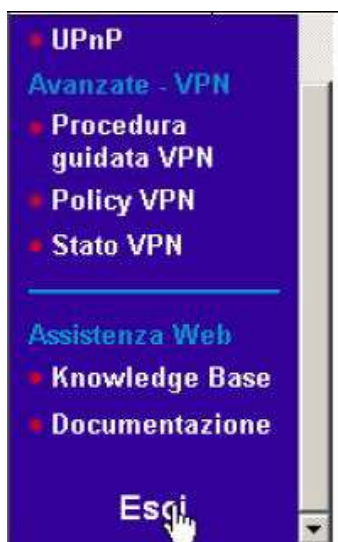 UPnP
Avanzate - VPN
Procedura
guidata VPN
Policy VPN
Stato VPN
Assistenza Web
Knowledge Base
Documentazione
Esci